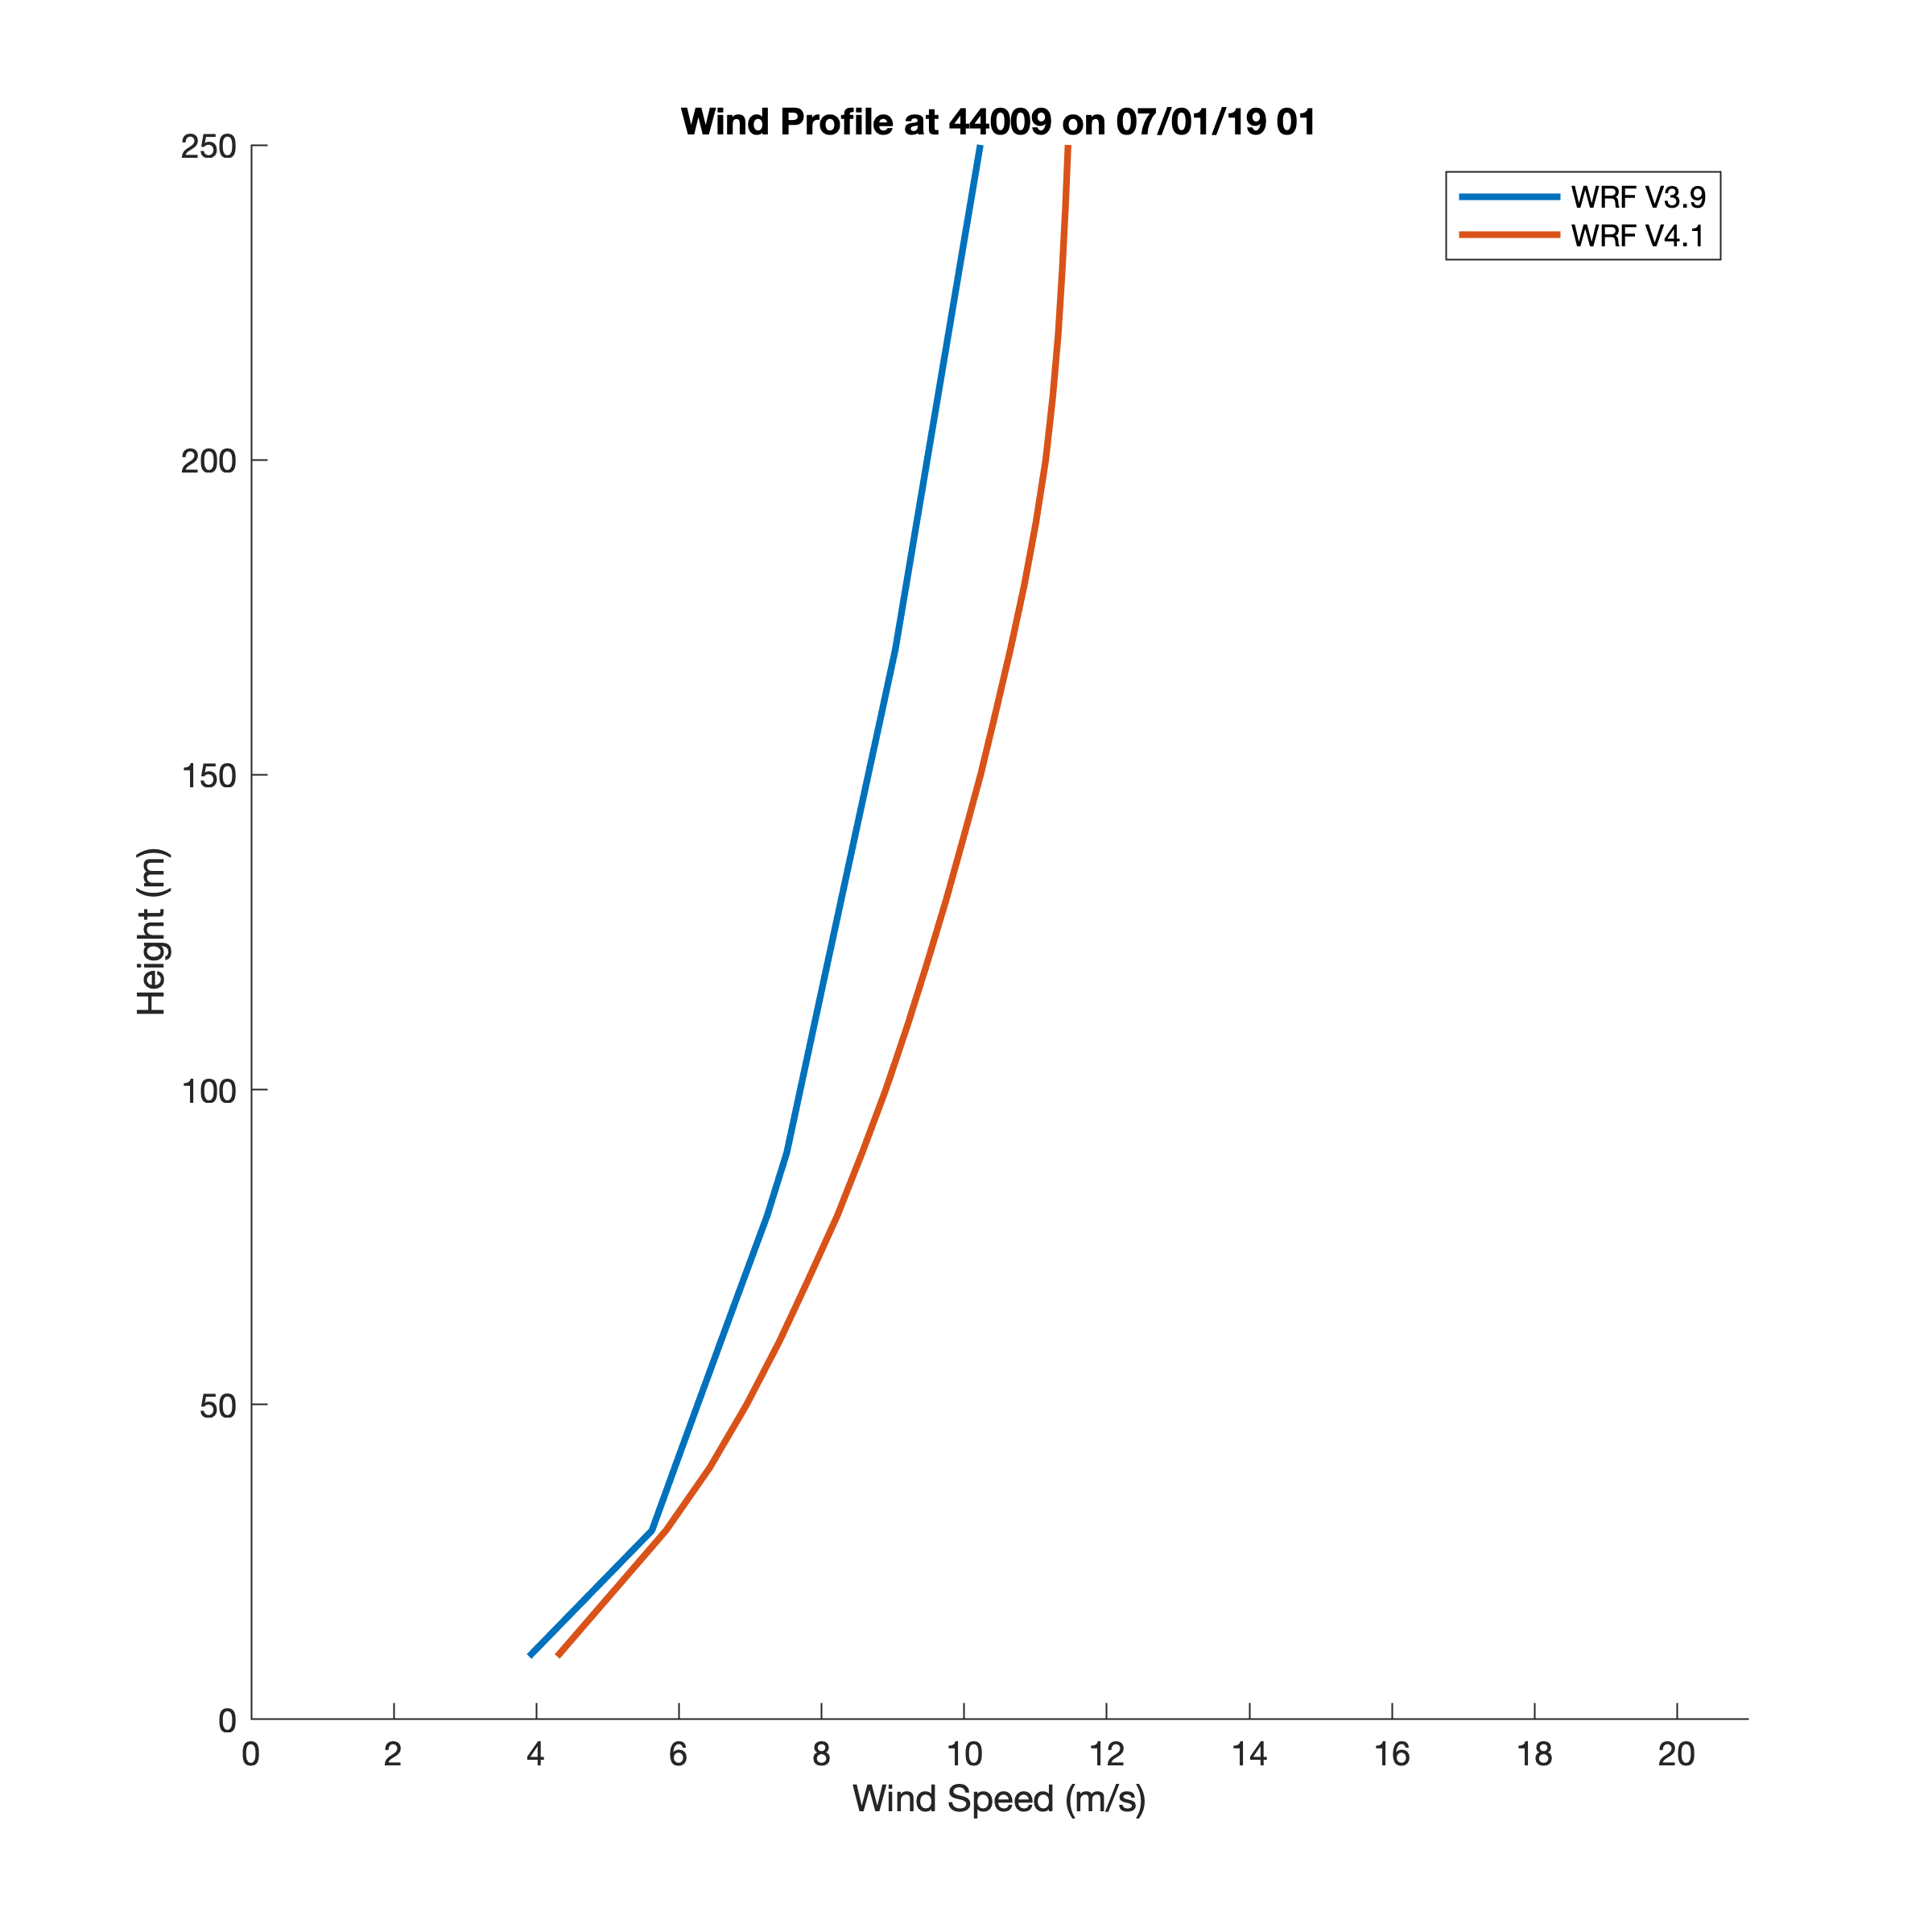 Wind Profile at 44009 on 07/01/19 01
250
200
150
100
50
0
Height (m)
WRF V3.9
WRF V4.1
0 2 4 6 8 10 12 14 16 18 20
Wind Speed (m/s)